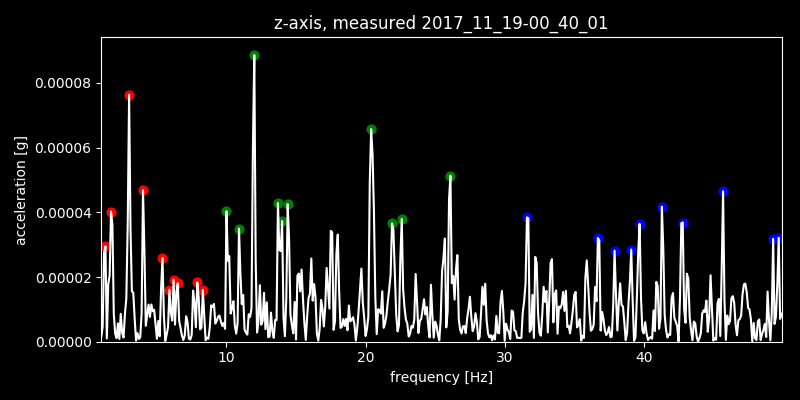 z-axis, measured 2017_11_19-00_40_01
0.00008
0.00006
0.00004
0.00002
0.00000
acceleration [g]
10 20 30 40
frequency [Hz]